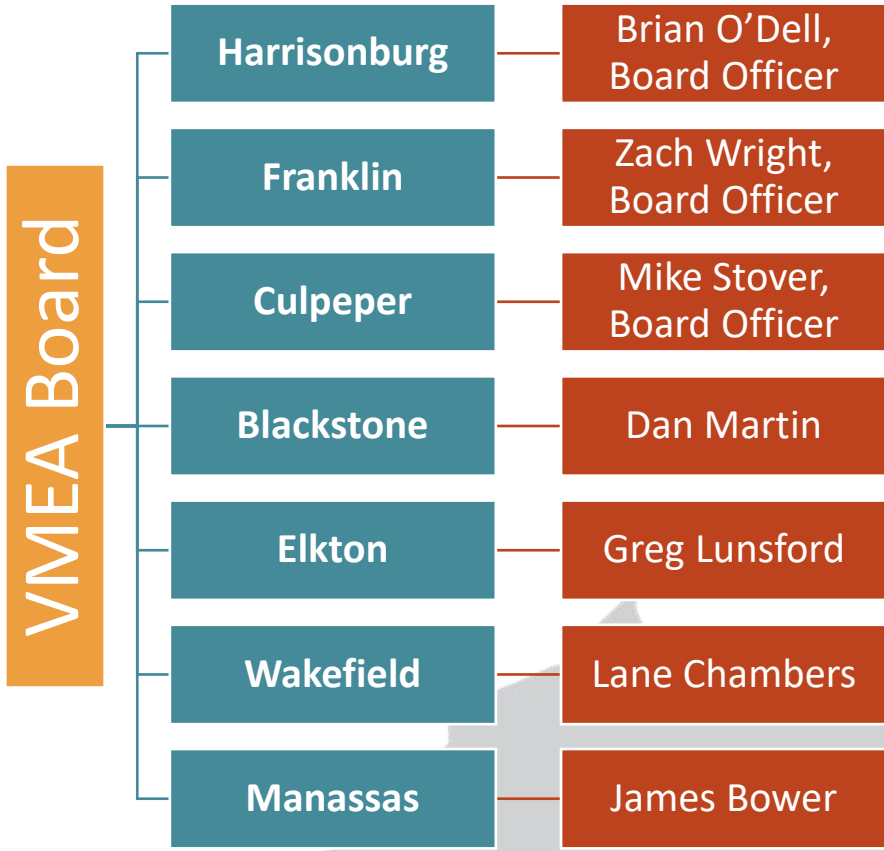 VMEA Board
Harrisonburg
Brian O’Dell,
Board Officer
Franklin
Zach Wright,
Board Officer
Culpeper
Mike Stover,
Board Officer
Blackstone
Dan Martin
Elkton
Greg Lunsford
Wakefield
Lane Chambers
Manassas
James Bower